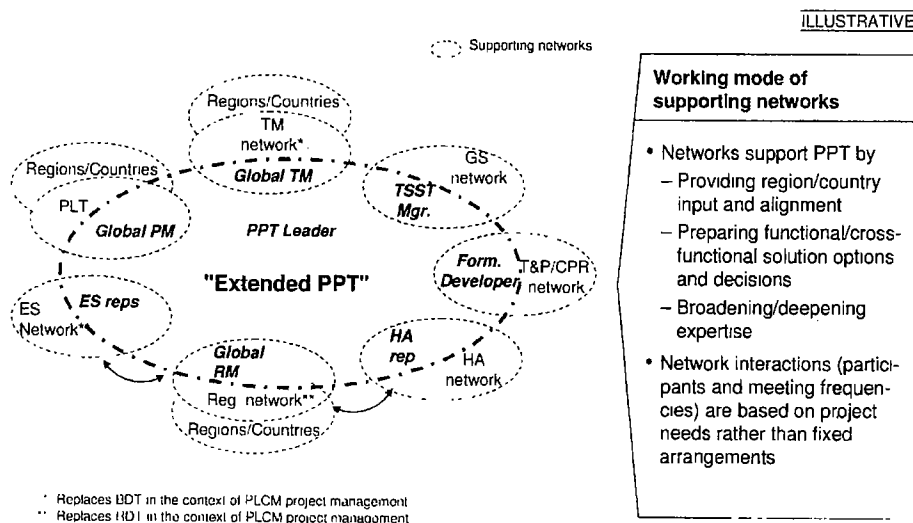 ILLUSTRATIVE
Supporting networks
Regions/Countries
TM
network*
Global TM
Regions/Countries
PLT
Global PM
GS
network
TSST
Mgr.
PPT Leader
"Extended PPT"
Form.
Developer
T&P/CPR
network
ES reps
ES
Network*
HA
rep
HA
network
Global
RM
Reg network**
Regions/Countries
Working mode of
supporting networks
• Networks support PPT by
– Providing region/country
input and alignment
– Preparing functional/cross-
functional solution options
and decisions
– Broadening/deepening
expertise
• Network interactions (partici-
pants and meeting frequen-
cies) are based on project
needs rather than fixed
arrangements
* Replaces BDT in the context of PLCM project management
** Replaces RDT in the context of PLCM project management